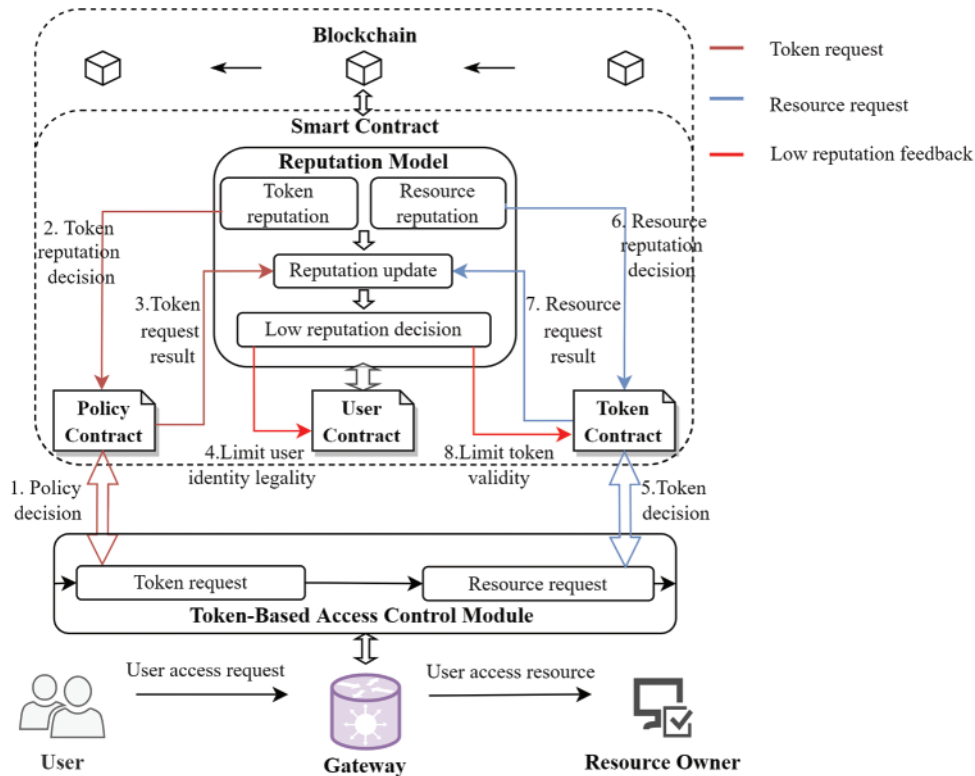 Blockchain
Token request
Resource request
Low reputation feedback
Smart Contract
Reputation Model
Token
reputation
Resource
reputation
2. Token
reputation
decision
6. Resource
reputation
decision
Reputation update
3.Token
request
result
7. Resource
request
result
Low reputation decision
Policy
Contract
User
Contract
Token
Contract
4.Limit user
identity legality
8.Limit token
validity
1. Policy
decision
5.Token
decision
Token request
Resource request
Token-Based Access Control Module
User access request
User access resource
User
Gateway
Resource Owner